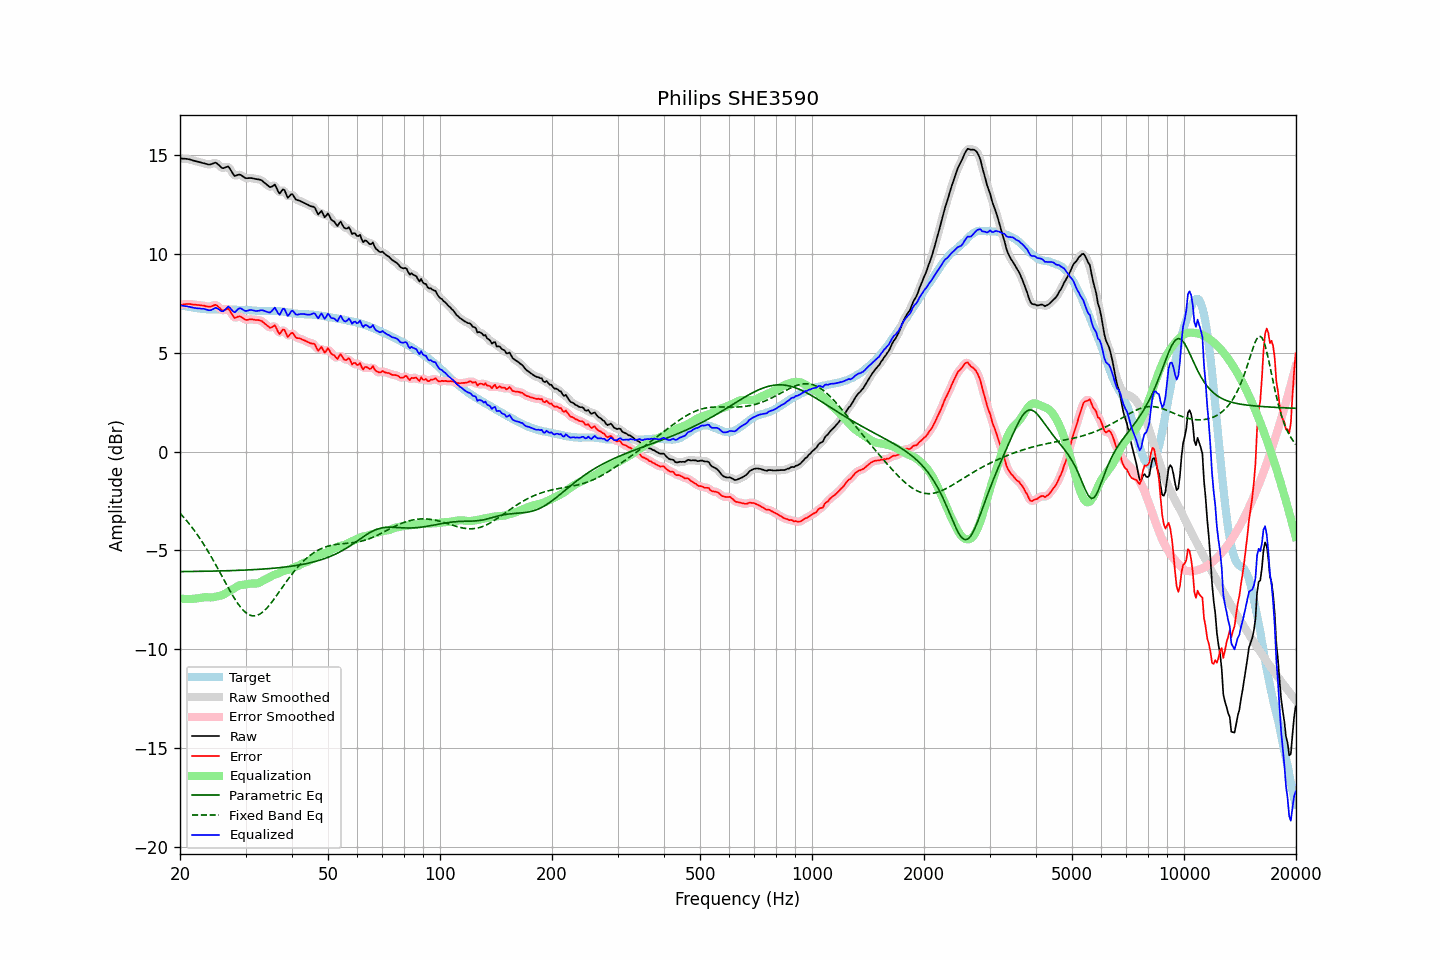 Philips SHE3590
Amplitude (dBr)
15
10
5
0
−5
−10
−15
−20
Target
Raw Smoothed
Error Smoothed
Raw
Error
Equalization
Parametric Eq
Fixed Band Eq
Equalized
20 50 100 200 500 1000 2000 5000 10000 20000
Frequency (Hz)